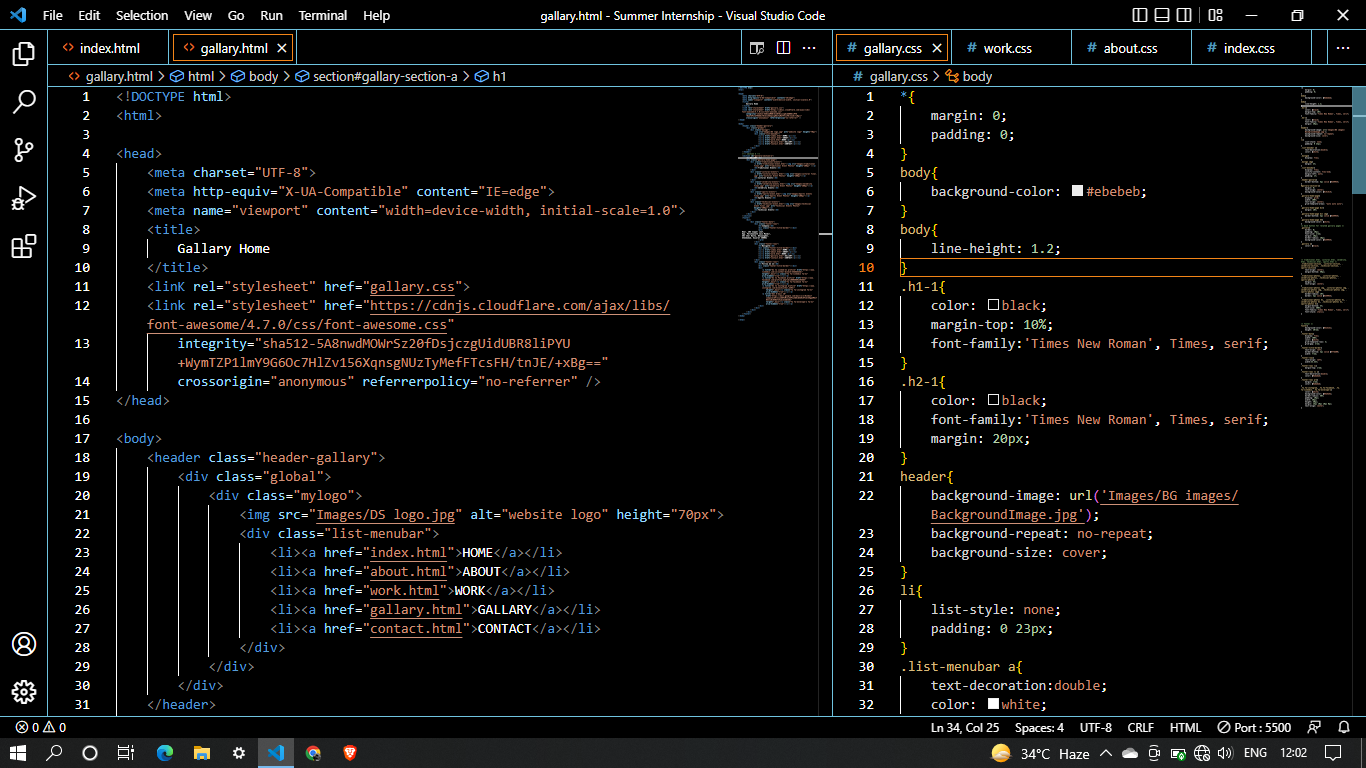 File Edit Selection View Go Run Terminal Help gallary.html - Summer Internship - Visual Studio Code
index.html gallary.html
gallary.html > html > body > section#gallary-section-a > h1
1 <!DOCTYPE html>
2 <html>
3
4 <head>
5 <meta charset="UTF-8">
6 <meta http-equiv="X-UA-Compatible" content="IE=edge">
7 <meta name="viewport" content="width=device-width, initial-scale=1.0">
8 <title>
9 Gallary Home
10 </title>
11 <linK rel="stylesheet" href="gallary.css">
12 <link rel="stylesheet" href="https://cdnjs.cloudflare.com/ajax/libs/
font-awesome/4.7.0/css/font-awesome.css"
13 integrity="sha512-5A8nwdMOWrSz20fDsjczgUidUBR8liPYU
+WymTZP1lmY9G6Oc7HlZv156XqnsgNUzTyMefFTcsFH/tnJE/+xBg=="
14 crossorigin="anonymous" referrerpolicy="no-referrer" />
15 </head>
16
17 <body>
18 <header class="header-gallary">
19 <div class="global">
20 <div class="mylogo">
21 <img src="Images/DS logo.jpg" alt="website logo" height="70px">
22 <div class="list-menubar">
23 <li><a href="index.html">HOME</a></li>
24 <li><a href="about.html">ABOUT</a></li>
25 <li><a href="work.html">WORK</a></li>
26 <li><a href="gallary.html">GALLARY</a></li>
27 <li><a href="contact.html">CONTACT</a></li>
28 </div>
29 </div>
30 </div>
31 </header>
# gallary.css # work.css # about.css # index.css
# gallary.css > body
1 *{
2 margin: 0;
3 padding: 0;
4 }
5 body{
6 background-color: #ebebeb;
7 }
8 body{
9 line-height: 1.2;
10 }
11 .h1-1{
12 color: black;
13 margin-top: 10%;
14 font-family:'Times New Roman', Times, serif;
15 }
16 .h2-1{
17 color: black;
18 font-family:'Times New Roman', Times, serif;
19 margin: 20px;
20 }
21 header{
22 background-image: url('Images/BG images/
BackgroundImage.jpg');
23 background-repeat: no-repeat;
24 background-size: cover;
25 }
26 li{
27 list-style: none;
28 padding: 0 23px;
29 }
30 .list-menubar a{
31 text-decoration:double;
32 color: white;
0 0 Ln 34, Col 25 Spaces: 4 UTF-8 CRLF HTML Port : 5500
34°C Haze ENG 12:02